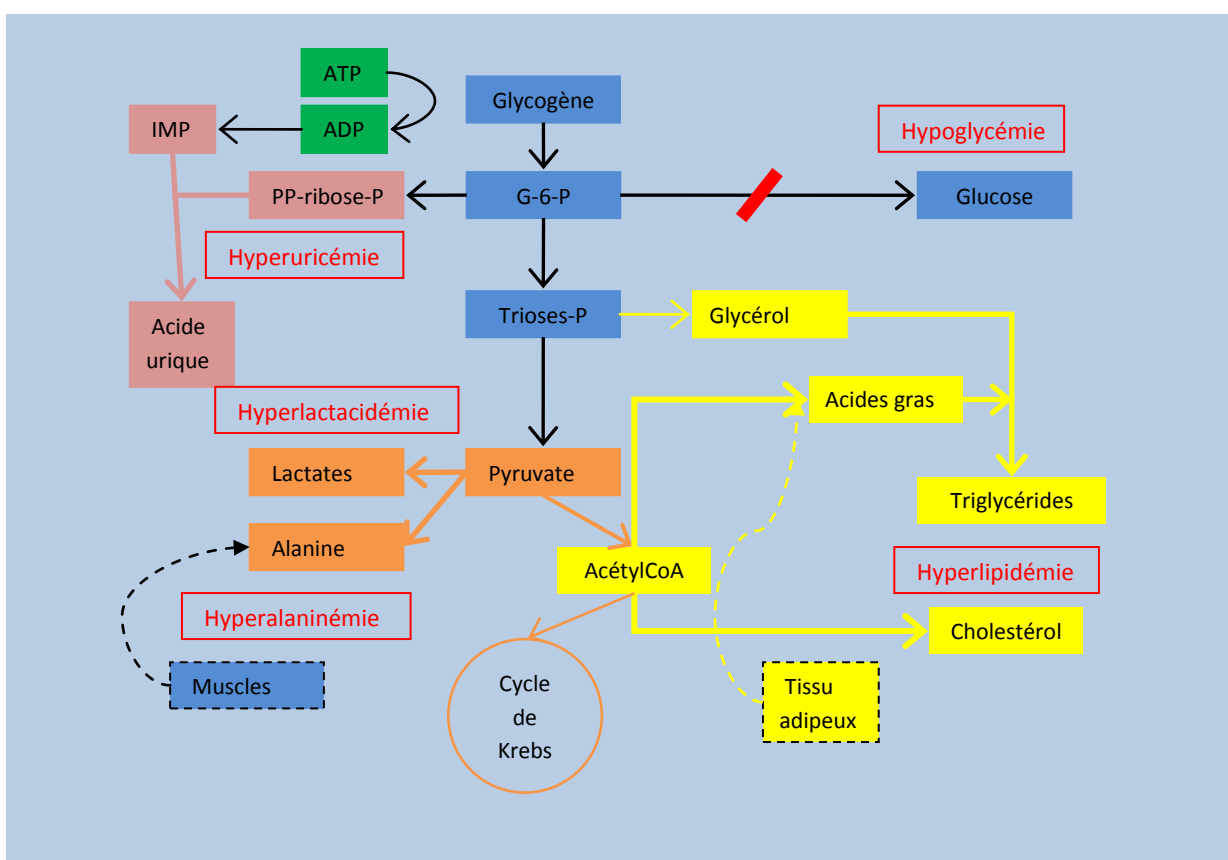 ATP
Glycogène
IMP
ADP
Hypoglycémie
PP-ribose-P
G-6-P
Glucose
Hyperuricémie
Trioses-P
Glycérol
Acide
urique
Hyperlactacidémie
Acides gras
Lactates
Pyruvate
Triglycérides
Alanine
AcétylCoA
Hyperlipidémie
Hyperalaninémie
Cholestérol
Muscles
Cycle
de
Krebs
Tissu
adipeux